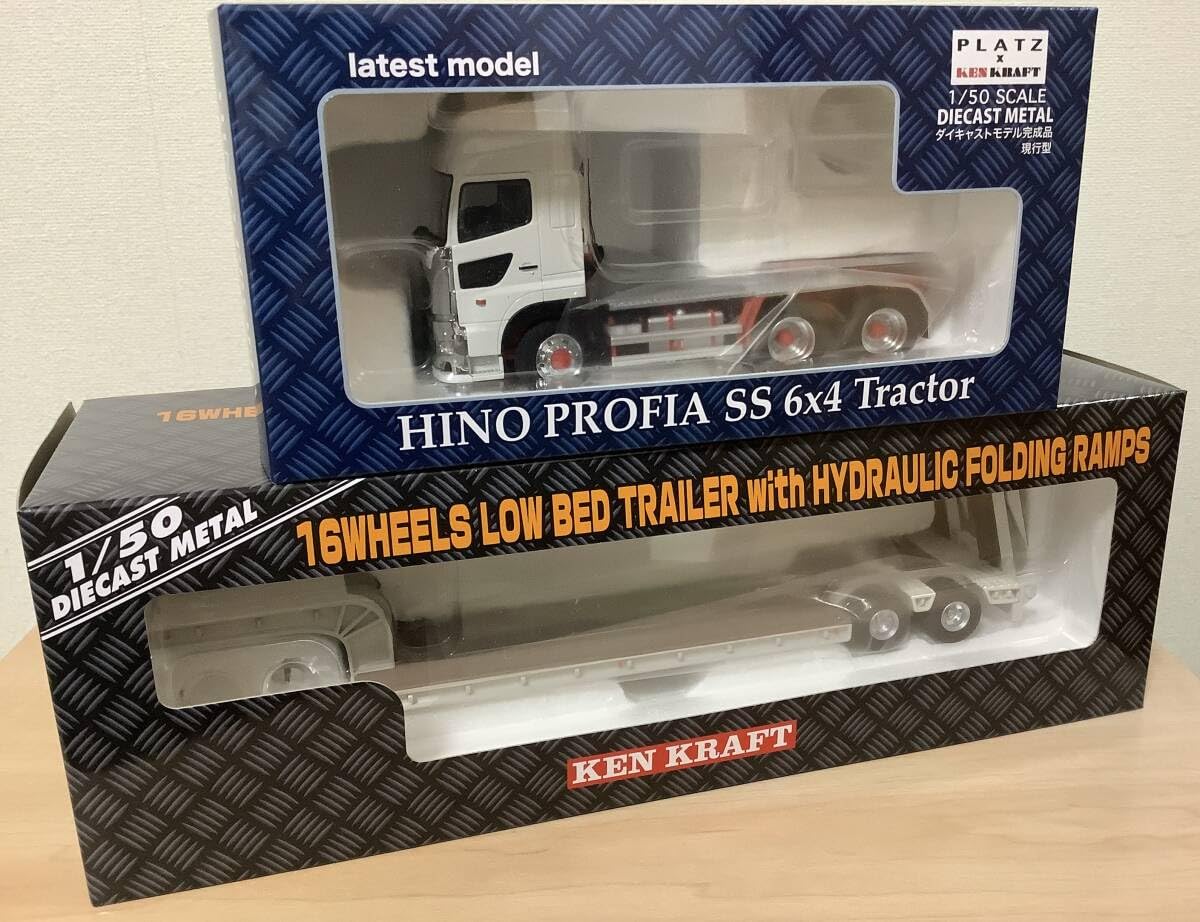 latest model
PLATZ
x
KEN KRAFT
1/50 SCALE
DIECAST METAL
ダイキャストモデル完成品
現行型
HINO PROFIA SS 6x4 Tractor
16WHE
1/50
DIECAST METAL
16WHEELS LOW BED TRAILER with HYDRAULIC FOLDING RAMPS
KEN KRAFT